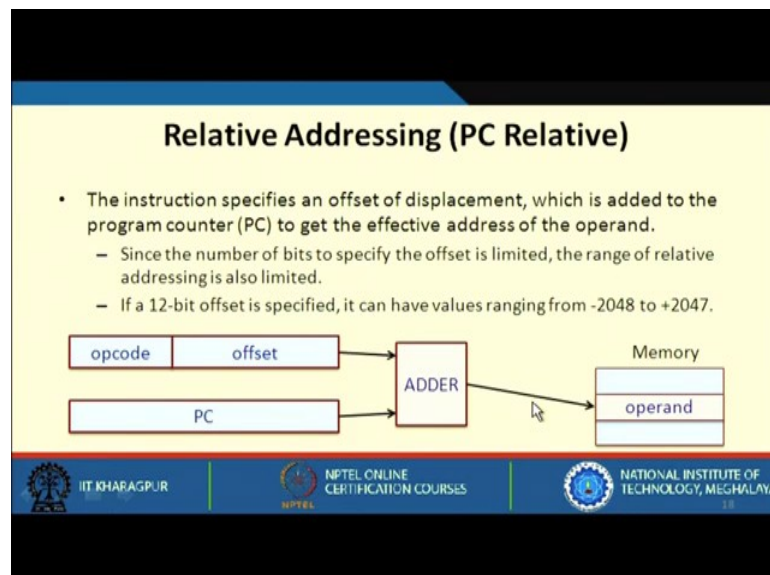 Relative Addressing (PC Relative)
• The instruction specifies an offset of displacement, which is added to the
program counter (PC) to get the effective address of the operand.
– Since the number of bits to specify the offset is limited, the range of relative
addressing is also limited.
– If a 12-bit offset is specified, it can have values ranging from -2048 to +2047.
opcode offset
ADDER
PC
Memory
operand
IIT KHARAGPUR
NPTEL
NPTEL ONLINE
CERTIFICATION COURSES
NATIONAL INSTITUTE OF
TECHNOLOGY, MEGHALAY
18